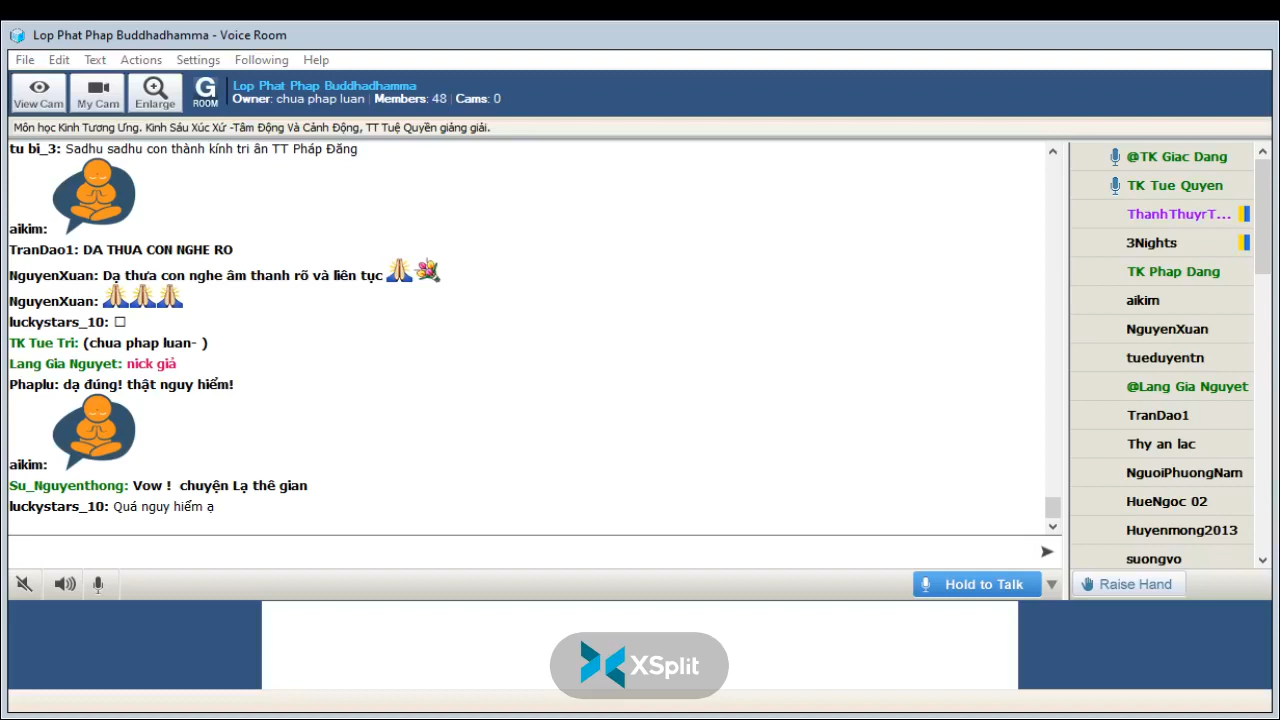 Lop Phat Phap Buddhadhamma - Voice Room
File Edit Text Actions Settings Following Help
View Cam My Cam Enlarge G ROOM Lop Phat Phap Buddhadhamma
Owner: chua phap luan | Members: 48 | Cams: 0
Môn học Kinh Tương Ưng. Kinh Sáu Xúc Xứ -Tâm Động Và Cảnh Động, TT Tuệ Quyền giảng giải.
tu bi_3: Sadhu sadhu con thành kính tri ân TT Pháp Đăng
aikim:
TranDao1: DA THUA CON NGHE RO
NguyenXuan: Dạ thưa con nghe âm thanh rõ và liên tục
NguyenXuan:
luckystars_10: □
TK Tue Tri: (chua phap luan- )
Lang Gia Nguyet: nick giả
Phaplu: dạ đúng! thật nguy hiểm!
aikim:
Su_Nguyenthong: Vow ! chuyện Lạ thê gian
luckystars_10: Quá nguy hiểm ạ
@TK Giac Dang
TK Tue Quyen
ThanhThuyrT...
3Nights
TK Phap Dang
aikim
NguyenXuan
tueduyentn
@Lang Gia Nguyet
TranDao1
Thy an lac
NguoiPhuongNam
HueNgoc 02
Huyenmong2013
suongvo
Hold to Talk
Raise Hand
XSplit